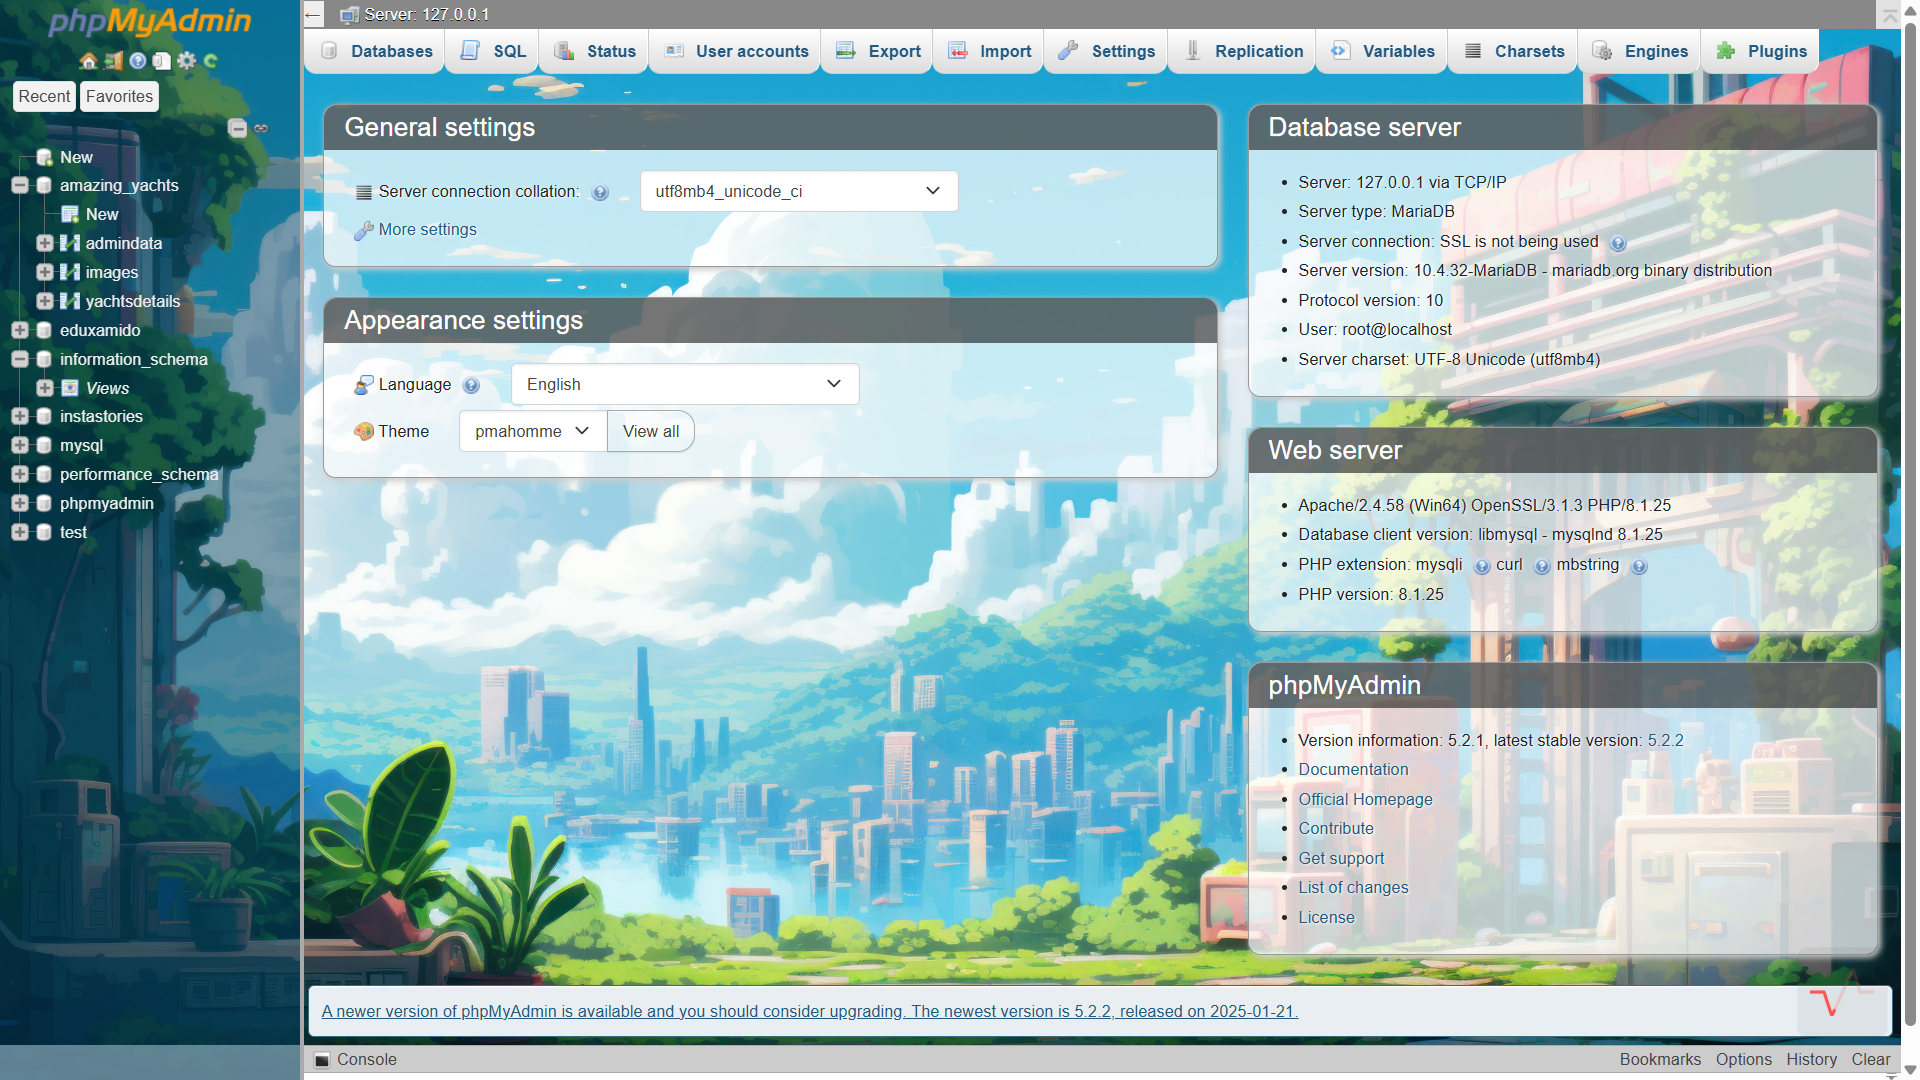 phpMyAdmin
Recent Favorites
New
amazing_yachts
New
admindata
images
yachtsdetails
eduxamido
information_schema
Views
instastories
mysql
performance_schema
phpmyadmin
test
Server: 127.0.0.1
Databases SQL Status User accounts Export Import Settings Replication Variables Charsets Engines Plugins
General settings
Server connection collation: utf8mb4_unicode_ci
More settings
Appearance settings
Language English
Theme pmahomme View all
Database server
• Server: 127.0.0.1 via TCP/IP
• Server type: MariaDB
• Server connection: SSL is not being used
• Server version: 10.4.32-MariaDB - mariadb.org binary distribution
• Protocol version: 10
• User: root@localhost
• Server charset: UTF-8 Unicode (utf8mb4)
Web server
• Apache/2.4.58 (Win64) OpenSSL/3.1.3 PHP/8.1.25
• Database client version: libmysql - mysqlnd 8.1.25
• PHP extension: mysqli curl mbstring
• PHP version: 8.1.25
phpMyAdmin
• Version information: 5.2.1, latest stable version: 5.2.2
• Documentation
• Official Homepage
• Contribute
• Get support
• List of changes
• License
A newer version of phpMyAdmin is available and you should consider upgrading. The newest version is 5.2.2, released on 2025-01-21.
Console Bookmarks Options History Clear